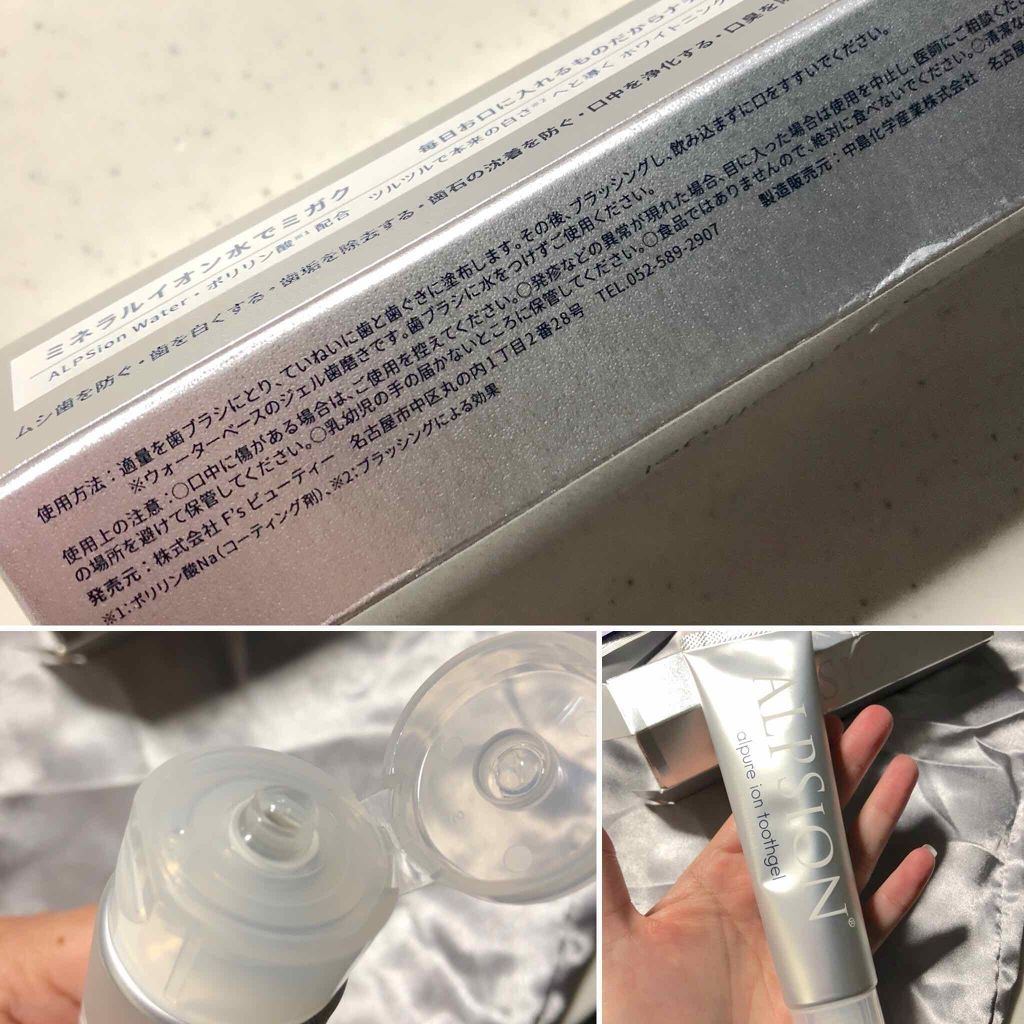 毎日お口に入れるものだからナチ
ミネラルイオン水でミガク
ALPSion Water・ポリリン酸※1配合 ツルツルで本来の白さ※2へと導く ホワイトニング
ムシ歯を防ぐ・歯を白くする・歯垢を除去する・歯石の沈着を防ぐ・口中を浄化する・口臭を防
使用方法：適量を歯ブラシにとり、ていねいに歯と歯ぐきに塗布します。その後、ブラッシングし、飲み込まずに口をすすいでください。
※ウォーターベースのジェル歯磨きです。歯ブラシに水をつけずご使用ください。
使用上の注意：○口中に傷がある場合は、ご使用を控えてください。○発疹などの異常が現れた場合、目に入った場合は使用を中止し、医師にご相談くださ
の場所を避けて保管してください。○乳幼児の手の届かないところに保管してください。○食品ではありませんので、絶対に食べないでください。○清潔な
発売元：株式会社 F's ビューティー 名古屋市中区丸の内1丁目2番28号 TEL.052-589-2907 製造販売元：中島化学産業株式会社 名古屋
※1：ポリリン酸Na（コーティング剤）、※2：ブラッシングによる効果
ALPSION®
alpure ion toothgel